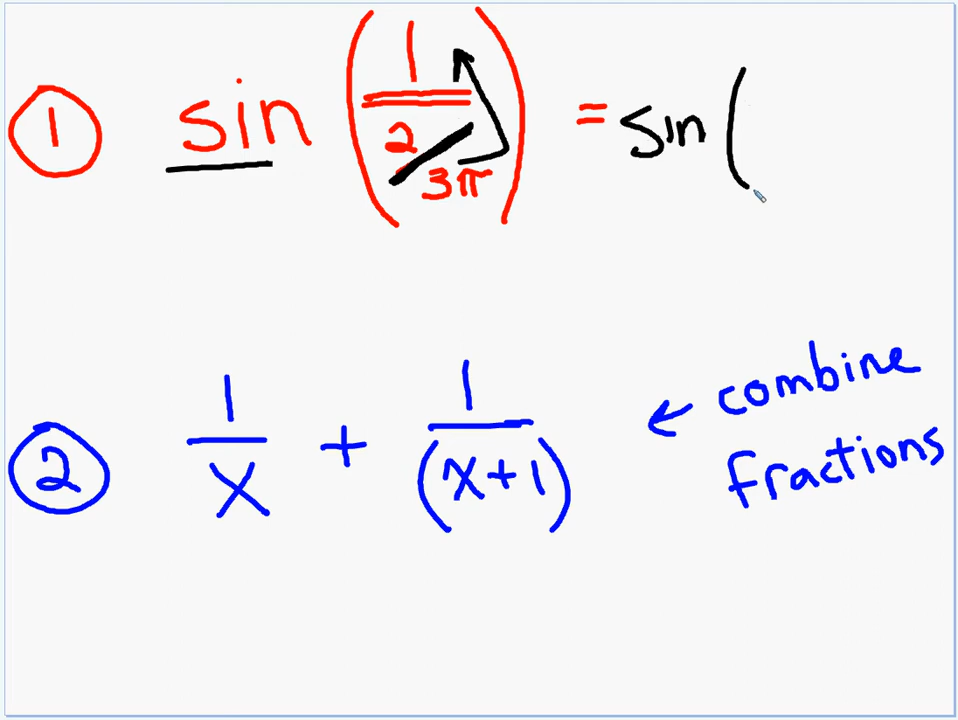 ① sin ( 1 / ( 2 / 3π ) ) = sin (
② 1/x + 1/(x+1) ← combine
fractions